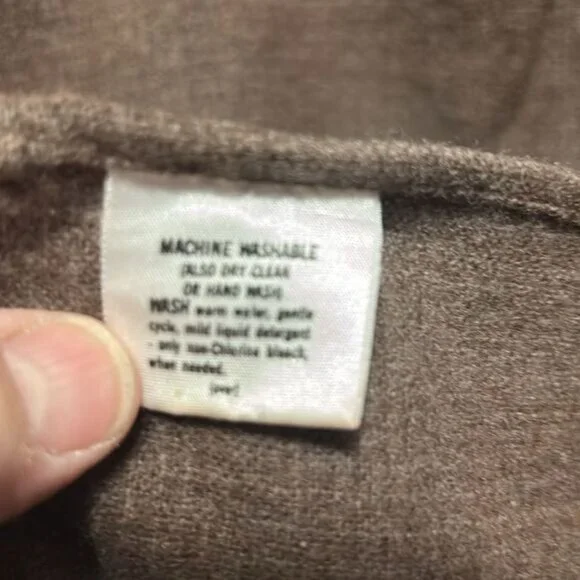 MACHINE WASHABLE
(ALSO DRY CLEAN
OR HAND WASH)
WASH warm water, gentle
cycle, mild liquid detergent
- only non-Chlorine bleach,
when needed.
(over)